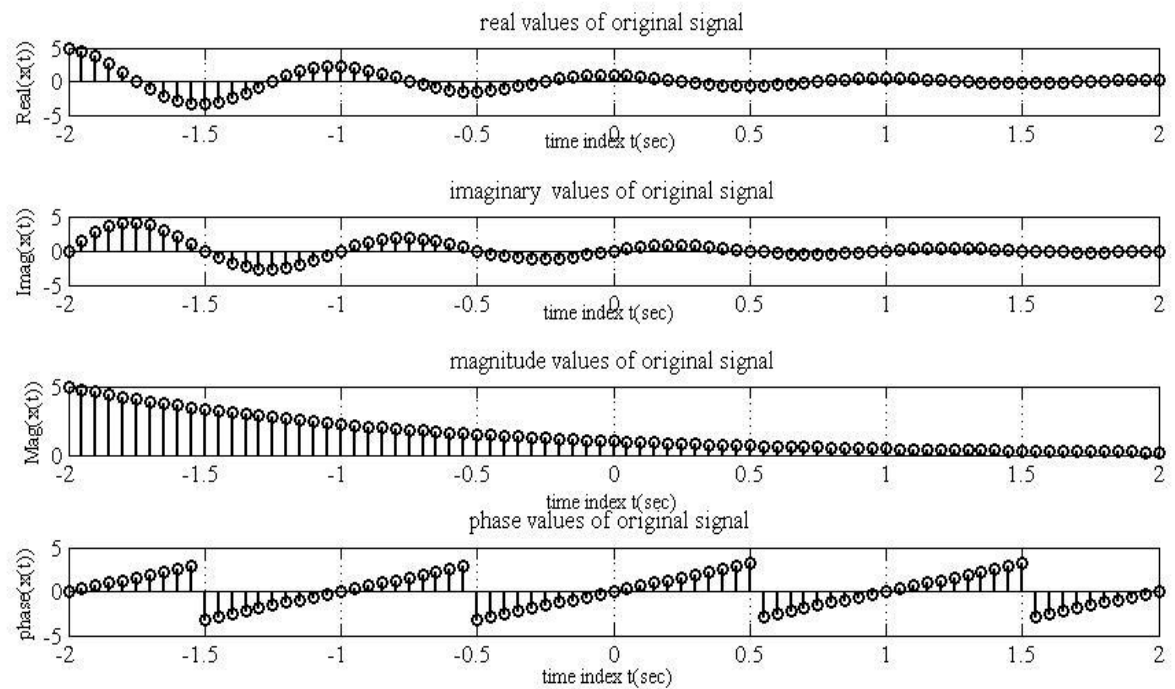 real values of original signal
Real(x(t))
5
0
-5
-2 -1.5 -1 -0.5 0 0.5 1 1.5 2
time index t(sec)
imaginary values of original signal
Imag(x(t))
5
0
-5
-2 -1.5 -1 -0.5 0 0.5 1 1.5 2
time index t(sec)
magnitude values of original signal
Mag(x(t))
5
0
-2 -1.5 -1 -0.5 0 0.5 1 1.5 2
time index t(sec)
phase values of original signal
phase(x(t))
5
0
-5
-2 -1.5 -1 -0.5 0 0.5 1 1.5 2
time index t(sec)